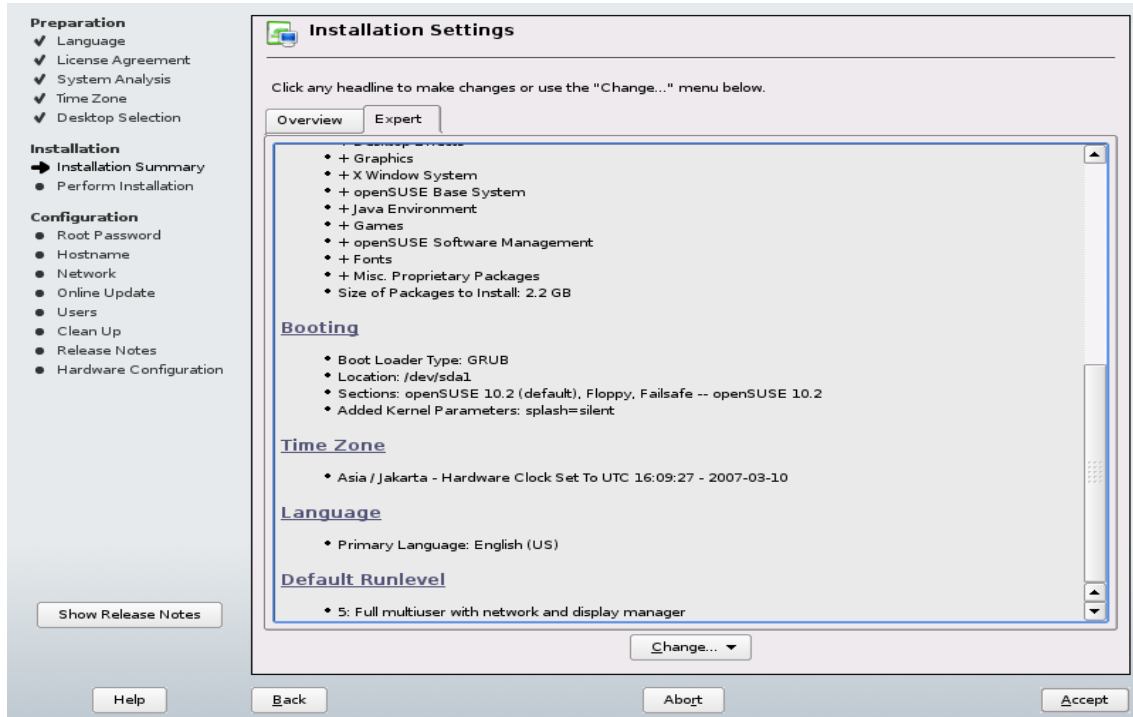 Preparation
Language
License Agreement
System Analysis
Time Zone
Desktop Selection
Installation
Installation Summary
Perform Installation
Configuration
Root Password
Hostname
Network
Online Update
Users
Clean Up
Release Notes
Hardware Configuration
Show Release Notes
Installation Settings
Click any headline to make changes or use the "Change..." menu below.
Overview
Expert
+ Graphics
+ X Window System
+ openSUSE Base System
+ Java Environment
+ Games
+ openSUSE Software Management
+ Fonts
+ Misc. Proprietary Packages
Size of Packages to Install: 2.2 GB
Booting
Boot Loader Type: GRUB
Location: /dev/sda1
Sections: openSUSE 10.2 (default), Floppy, Failsafe -- openSUSE 10.2
Added Kernel Parameters: splash=silent
Time Zone
Asia / Jakarta - Hardware Clock Set To UTC 16:09:27 - 2007-03-10
Language
Primary Language: English (US)
Default Runlevel
5: Full multiuser with network and display manager
Change...
Help
Back
Abort
Accept